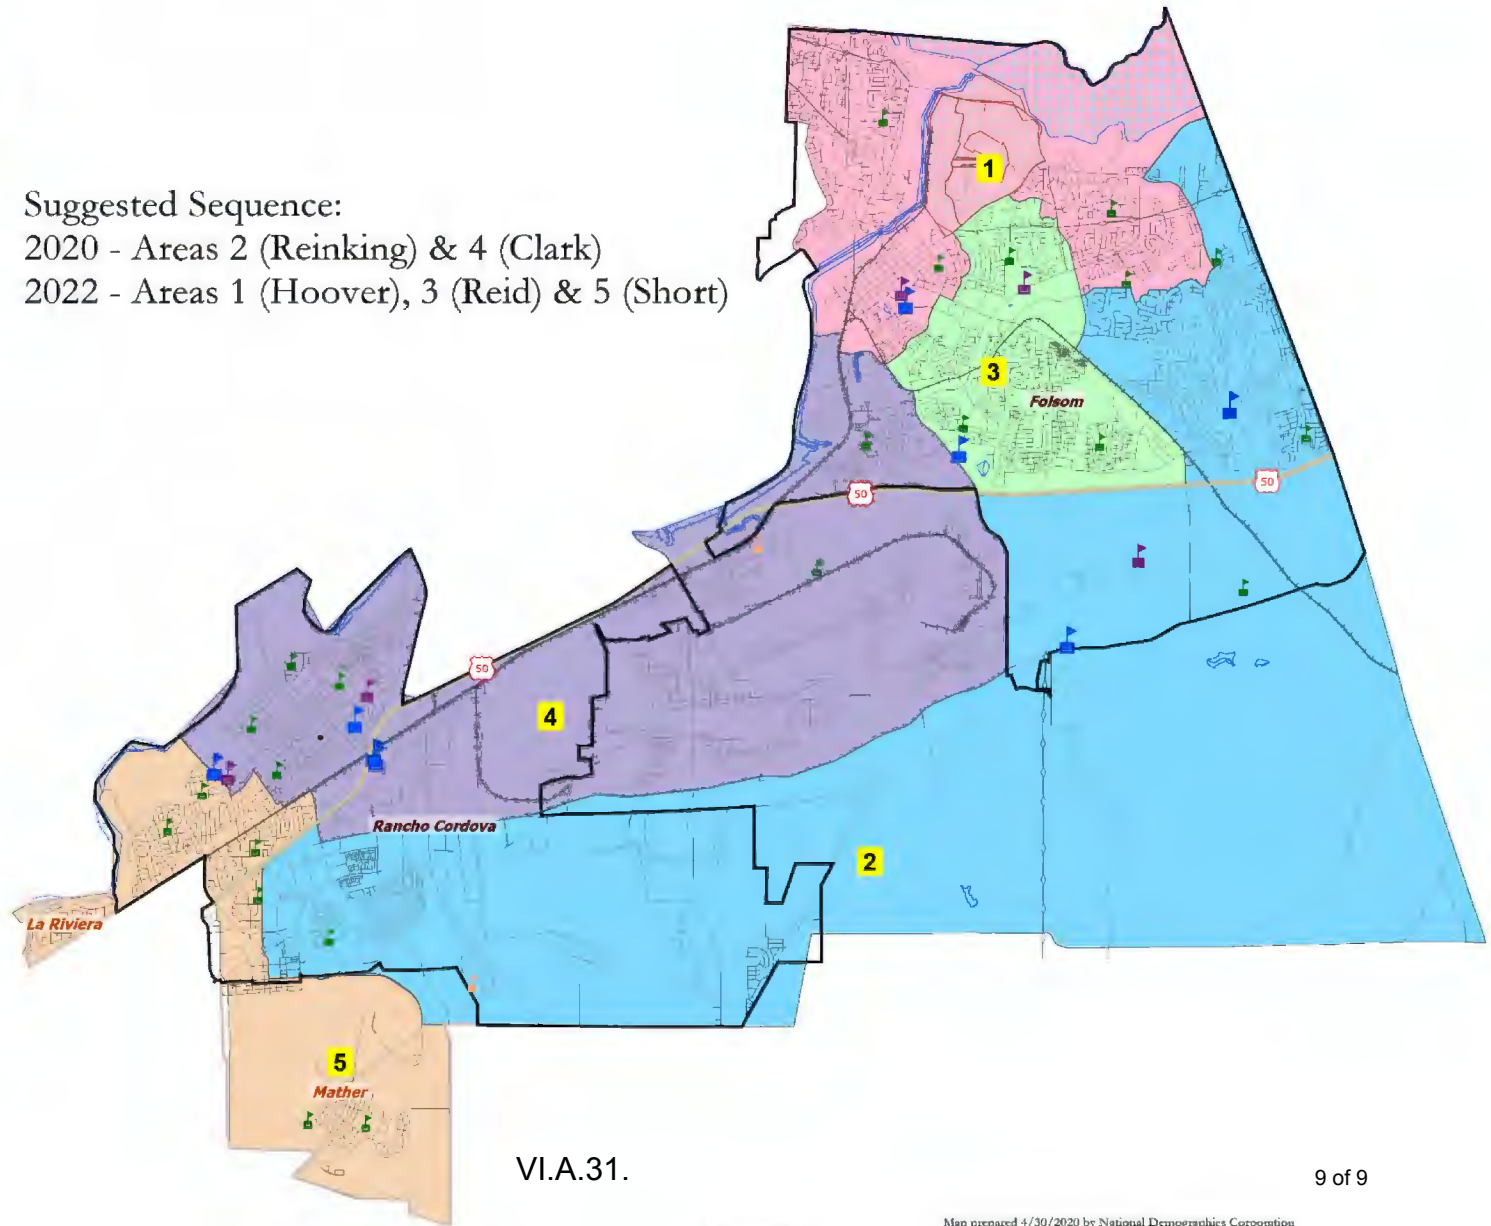 Suggested Sequence:
2020 - Areas 2 (Reinking) & 4 (Clark)
2022 - Areas 1 (Hoover), 3 (Reid) & 5 (Short)
1
3
Folsom
50
50
50
4
Rancho Cordova
2
La Riviera
5
Mather
VI.A.31.
9 of 9
Map prepared 4/30/2020 by National Demographics Corporation